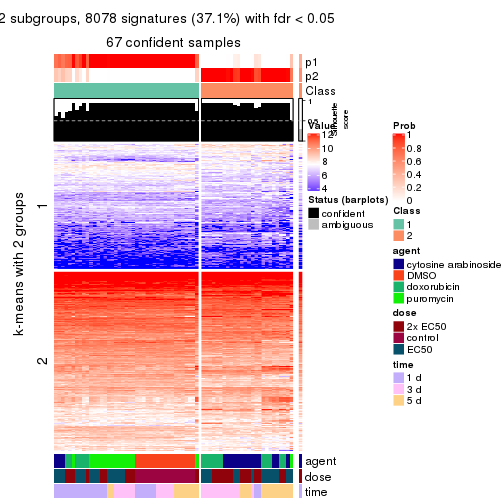 2 subgroups, 8078 signatures (37.1%) with fdr < 0.05
67 confident samples
p1
p2
Class
1
0.5
Silhouette
score
k-means with 2 groups
1
2
Value
12
10
8
6
4
Status (barplots)
confident
ambiguous
Prob
1
0.8
0.6
0.4
0.2
0
Class
1
2
agent
cytosine arabinoside
DMSO
doxorubicin
puromycin
dose
2x EC50
control
EC50
time
1 d
3 d
5 d
agent
dose
time